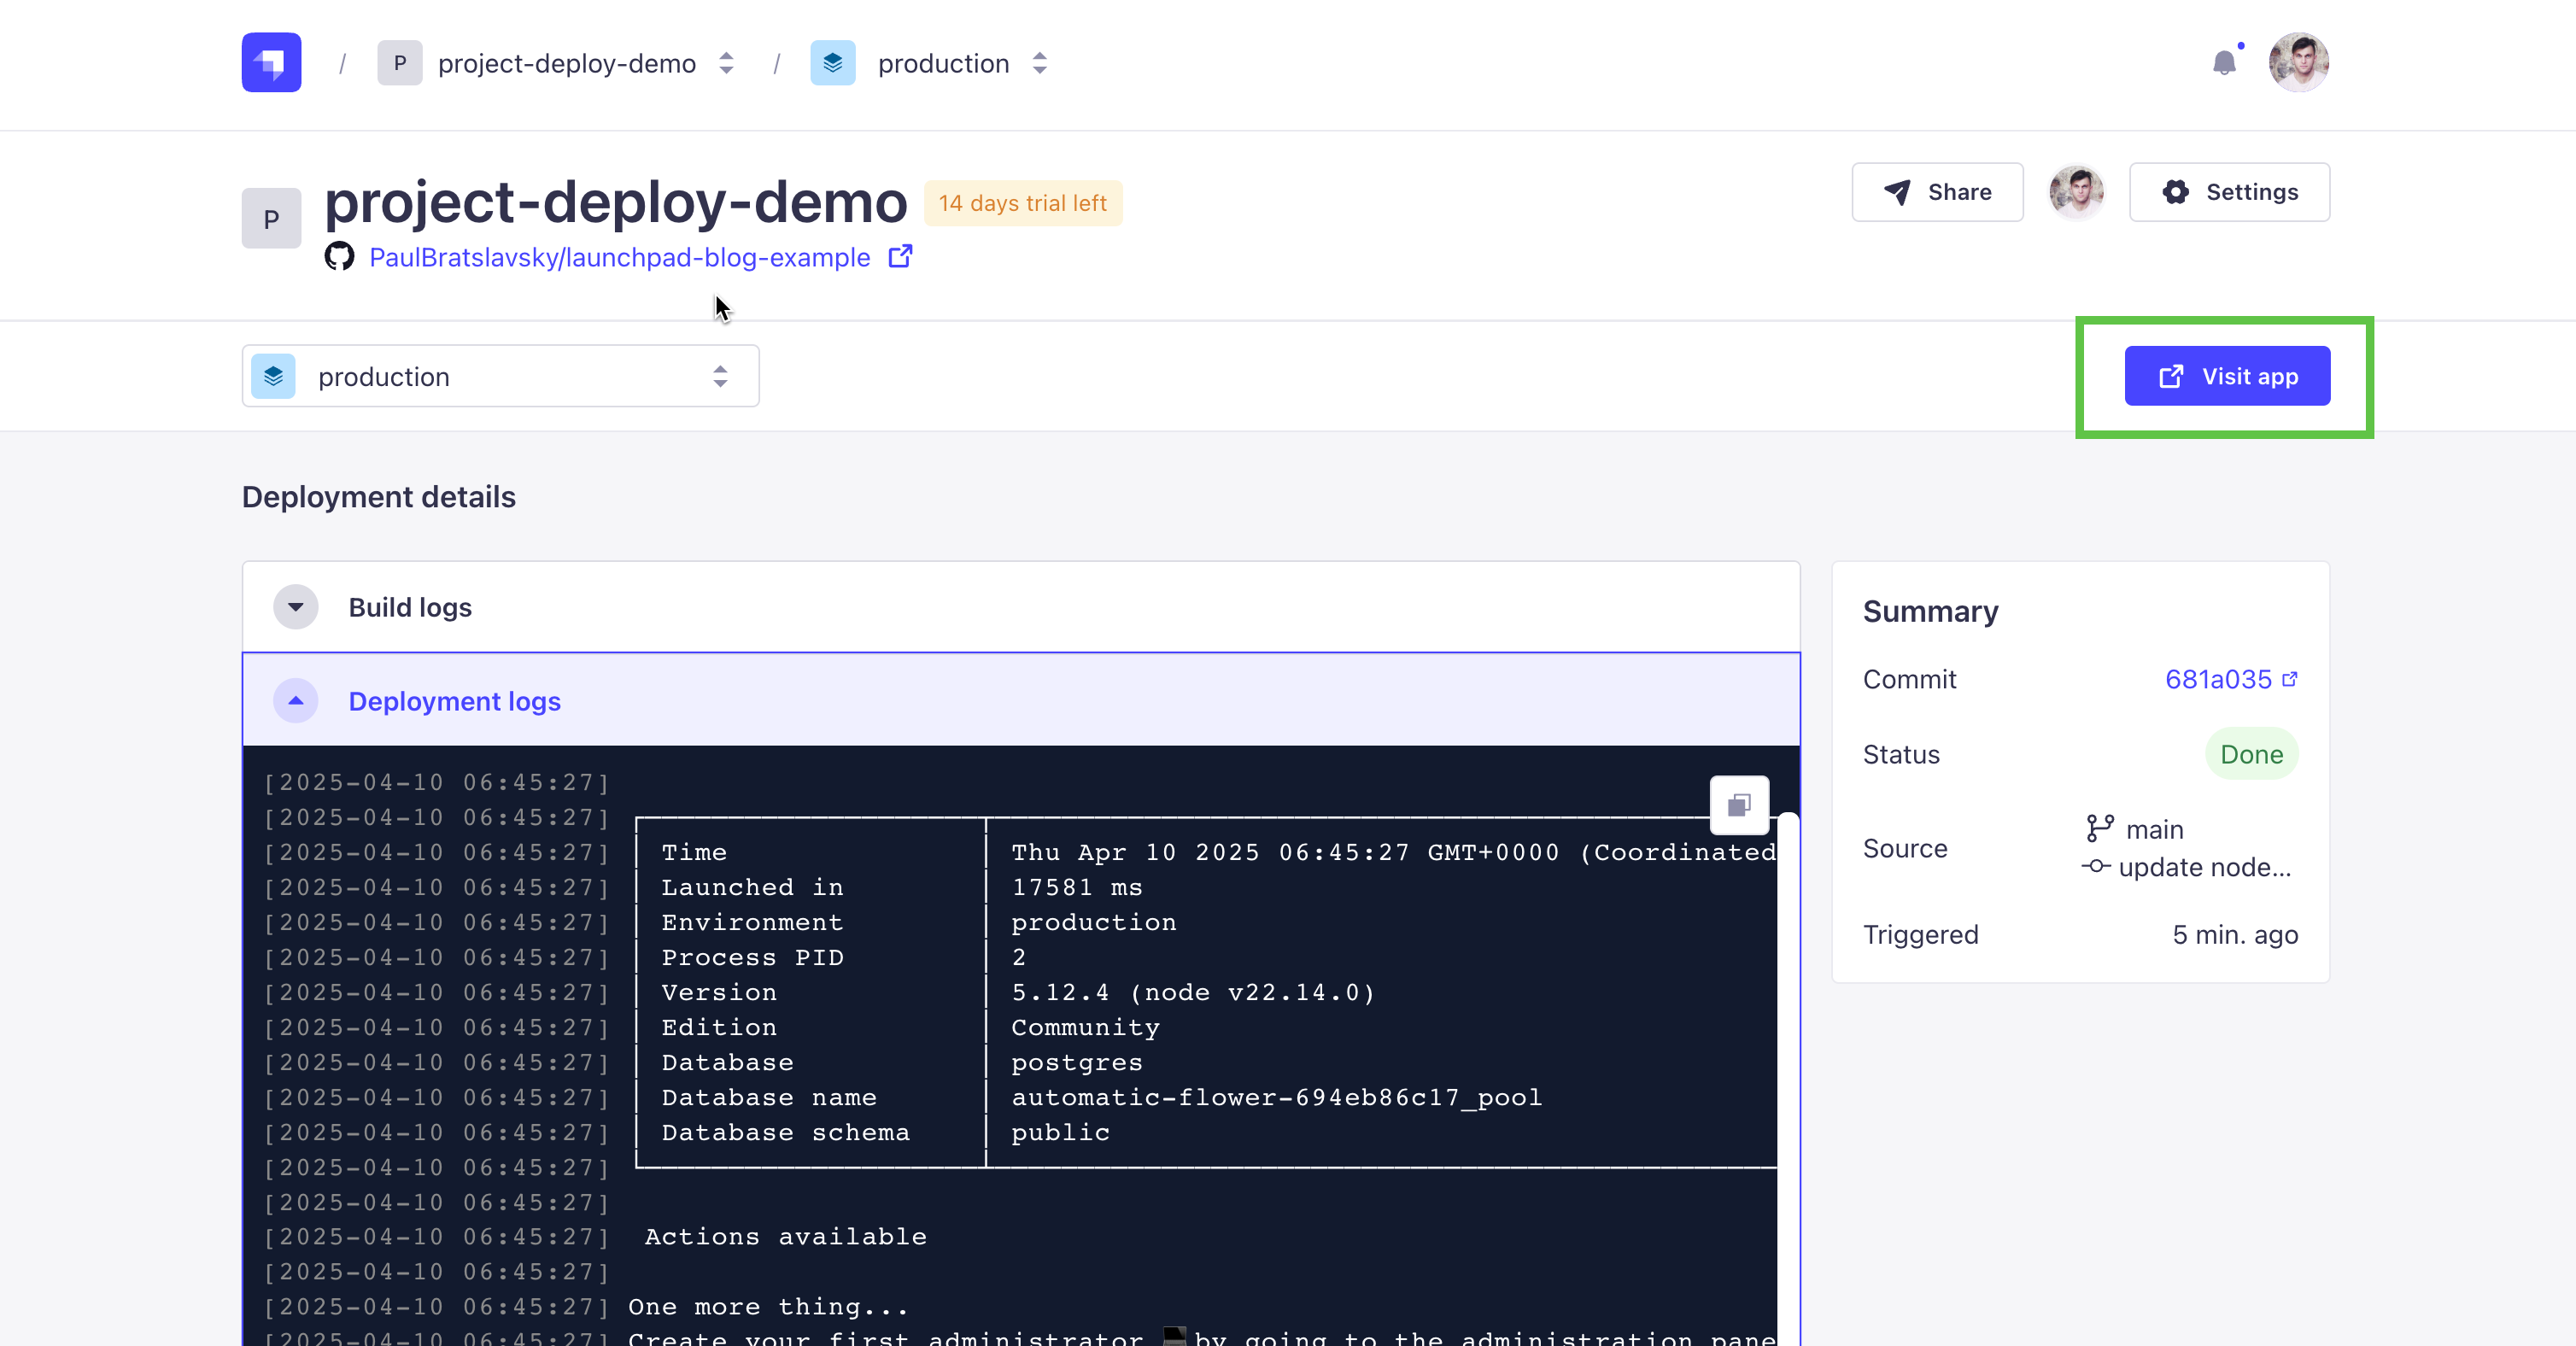 / P project-deploy-demo / production
P project-deploy-demo 14 days trial left
PaulBratslavsky/launchpad-blog-example
Share Settings
production
Visit app
Deployment details
Build logs
Deployment logs
[2025-04-10 06:45:27]
[2025-04-10 06:45:27]
[2025-04-10 06:45:27] Time Thu Apr 10 2025 06:45:27 GMT+0000 (Coordinated
[2025-04-10 06:45:27] Launched in 17581 ms
[2025-04-10 06:45:27] Environment production
[2025-04-10 06:45:27] Process PID 2
[2025-04-10 06:45:27] Version 5.12.4 (node v22.14.0)
[2025-04-10 06:45:27] Edition Community
[2025-04-10 06:45:27] Database postgres
[2025-04-10 06:45:27] Database name automatic-flower-694eb86c17_pool
[2025-04-10 06:45:27] Database schema public
[2025-04-10 06:45:27]
[2025-04-10 06:45:27]
[2025-04-10 06:45:27] Actions available
[2025-04-10 06:45:27]
[2025-04-10 06:45:27] One more thing...
[2025-04-10 06:45:27] Create your first administrator 💻 by going to the administration pane
Summary
Commit 681a035
Status Done
Source main
update node...
Triggered 5 min. ago